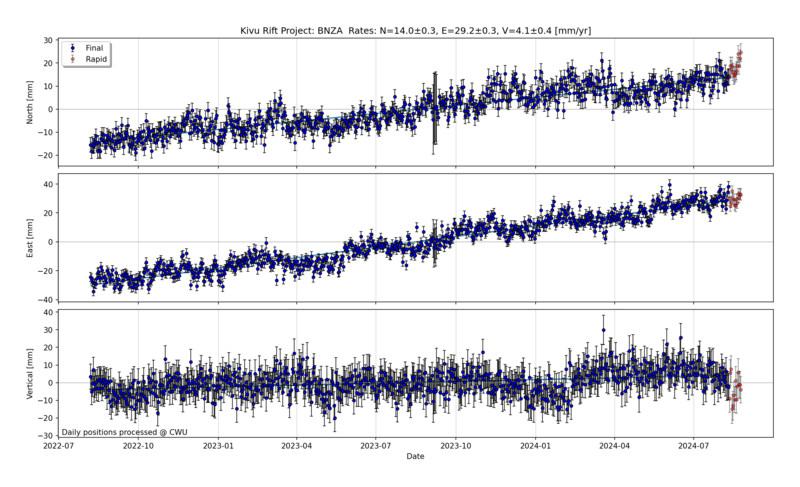 Kivu Rift Project: BNZA  Rates: N=14.0±0.3, E=29.2±0.3, V=4.1±0.4 [mm/yr]
Final
Rapid
North [mm]
30
20
10
0
−10
−20
East [mm]
40
20
0
−20
−40
Vertical [mm]
40
30
20
10
0
−10
−20
−30
Daily positions processed @ CWU
2022-07 2022-10 2023-01 2023-04 2023-07 2023-10 2024-01 2024-04 2024-07
Date